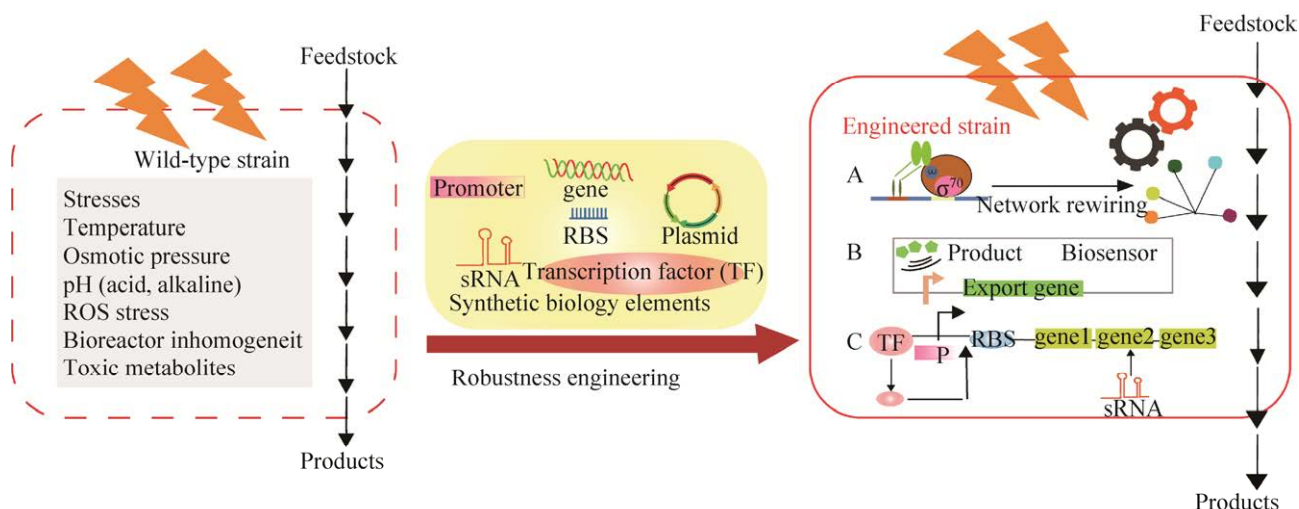 Feedstock
Wild-type strain
Stresses
Temperature
Osmotic pressure
pH (acid, alkaline)
ROS stress
Bioreactor inhomogeneit
Toxic metabolites
Products
Promoter
gene
RBS
Plasmid
sRNA
Transcription factor (TF)
Synthetic biology elements
Robustness engineering
Feedstock
Engineered strain
A
ω
σ70
Network rewiring
B
Product
Biosensor
Export gene
C
TF
P
RBS
gene1
gene2
gene3
sRNA
Products